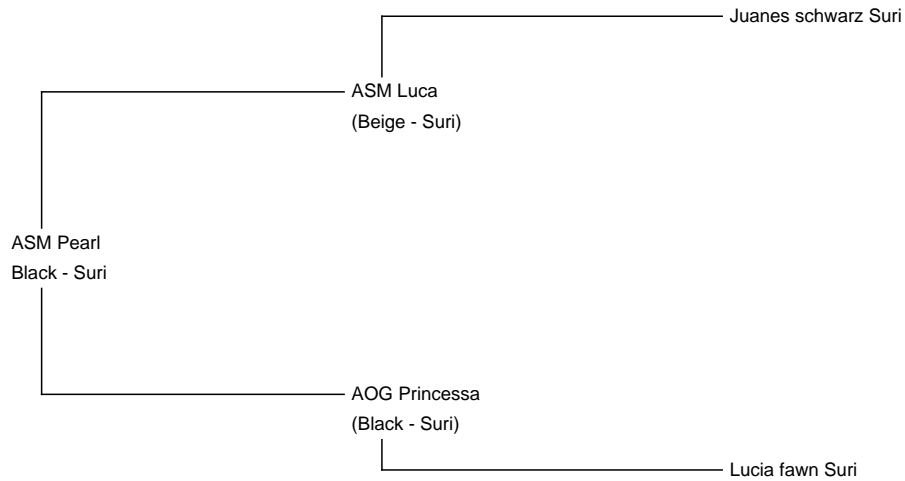 Juanes schwarz Suri
ASM Luca
(Beige - Suri)
ASM Pearl
Black - Suri
AOG Princessa
(Black - Suri)
Lucia fawn Suri